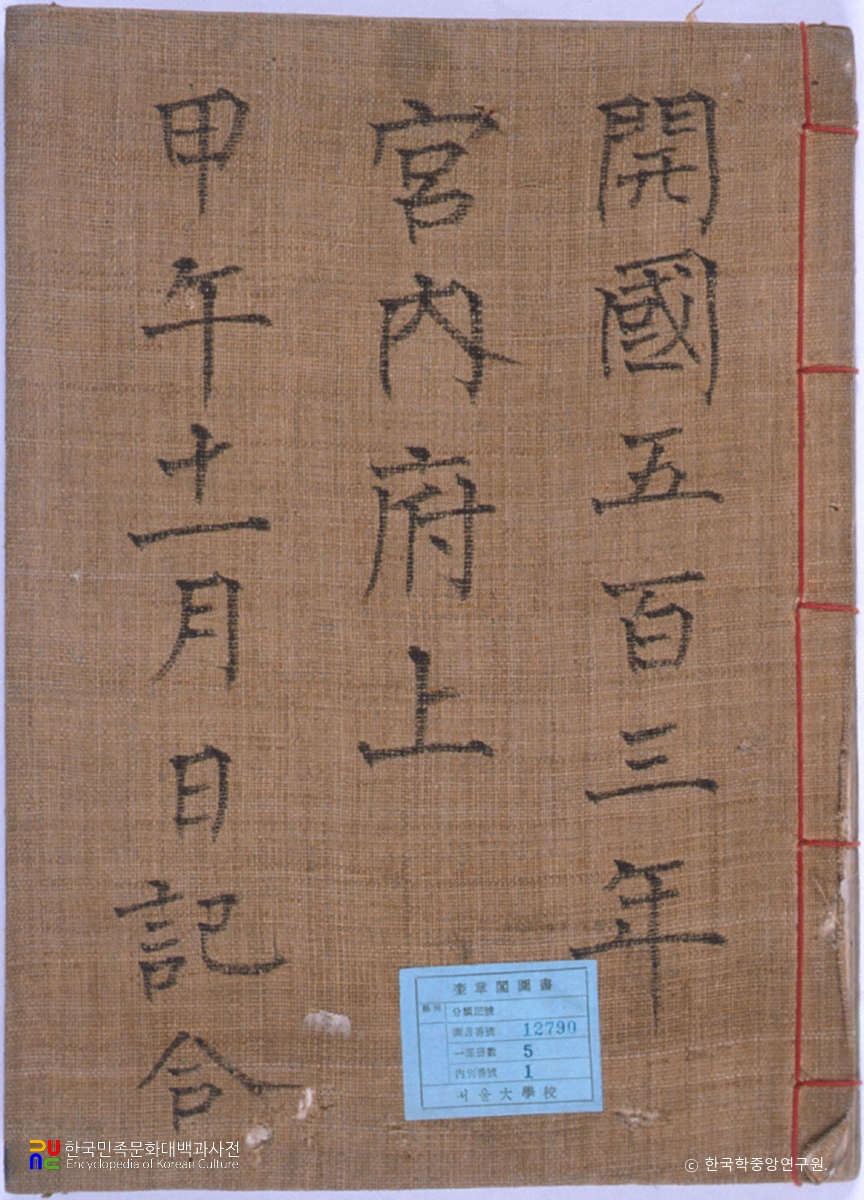 開國五百三年
宮內府上
甲午十一月日記令
奎章閣圖書
分類記號
圖書番號 12790
一部冊數 5
內別番號 1
서울大學校
한국민족문화대백과사전
Encyclopedia of Korean Culture
ⓒ 한국학중앙연구원.